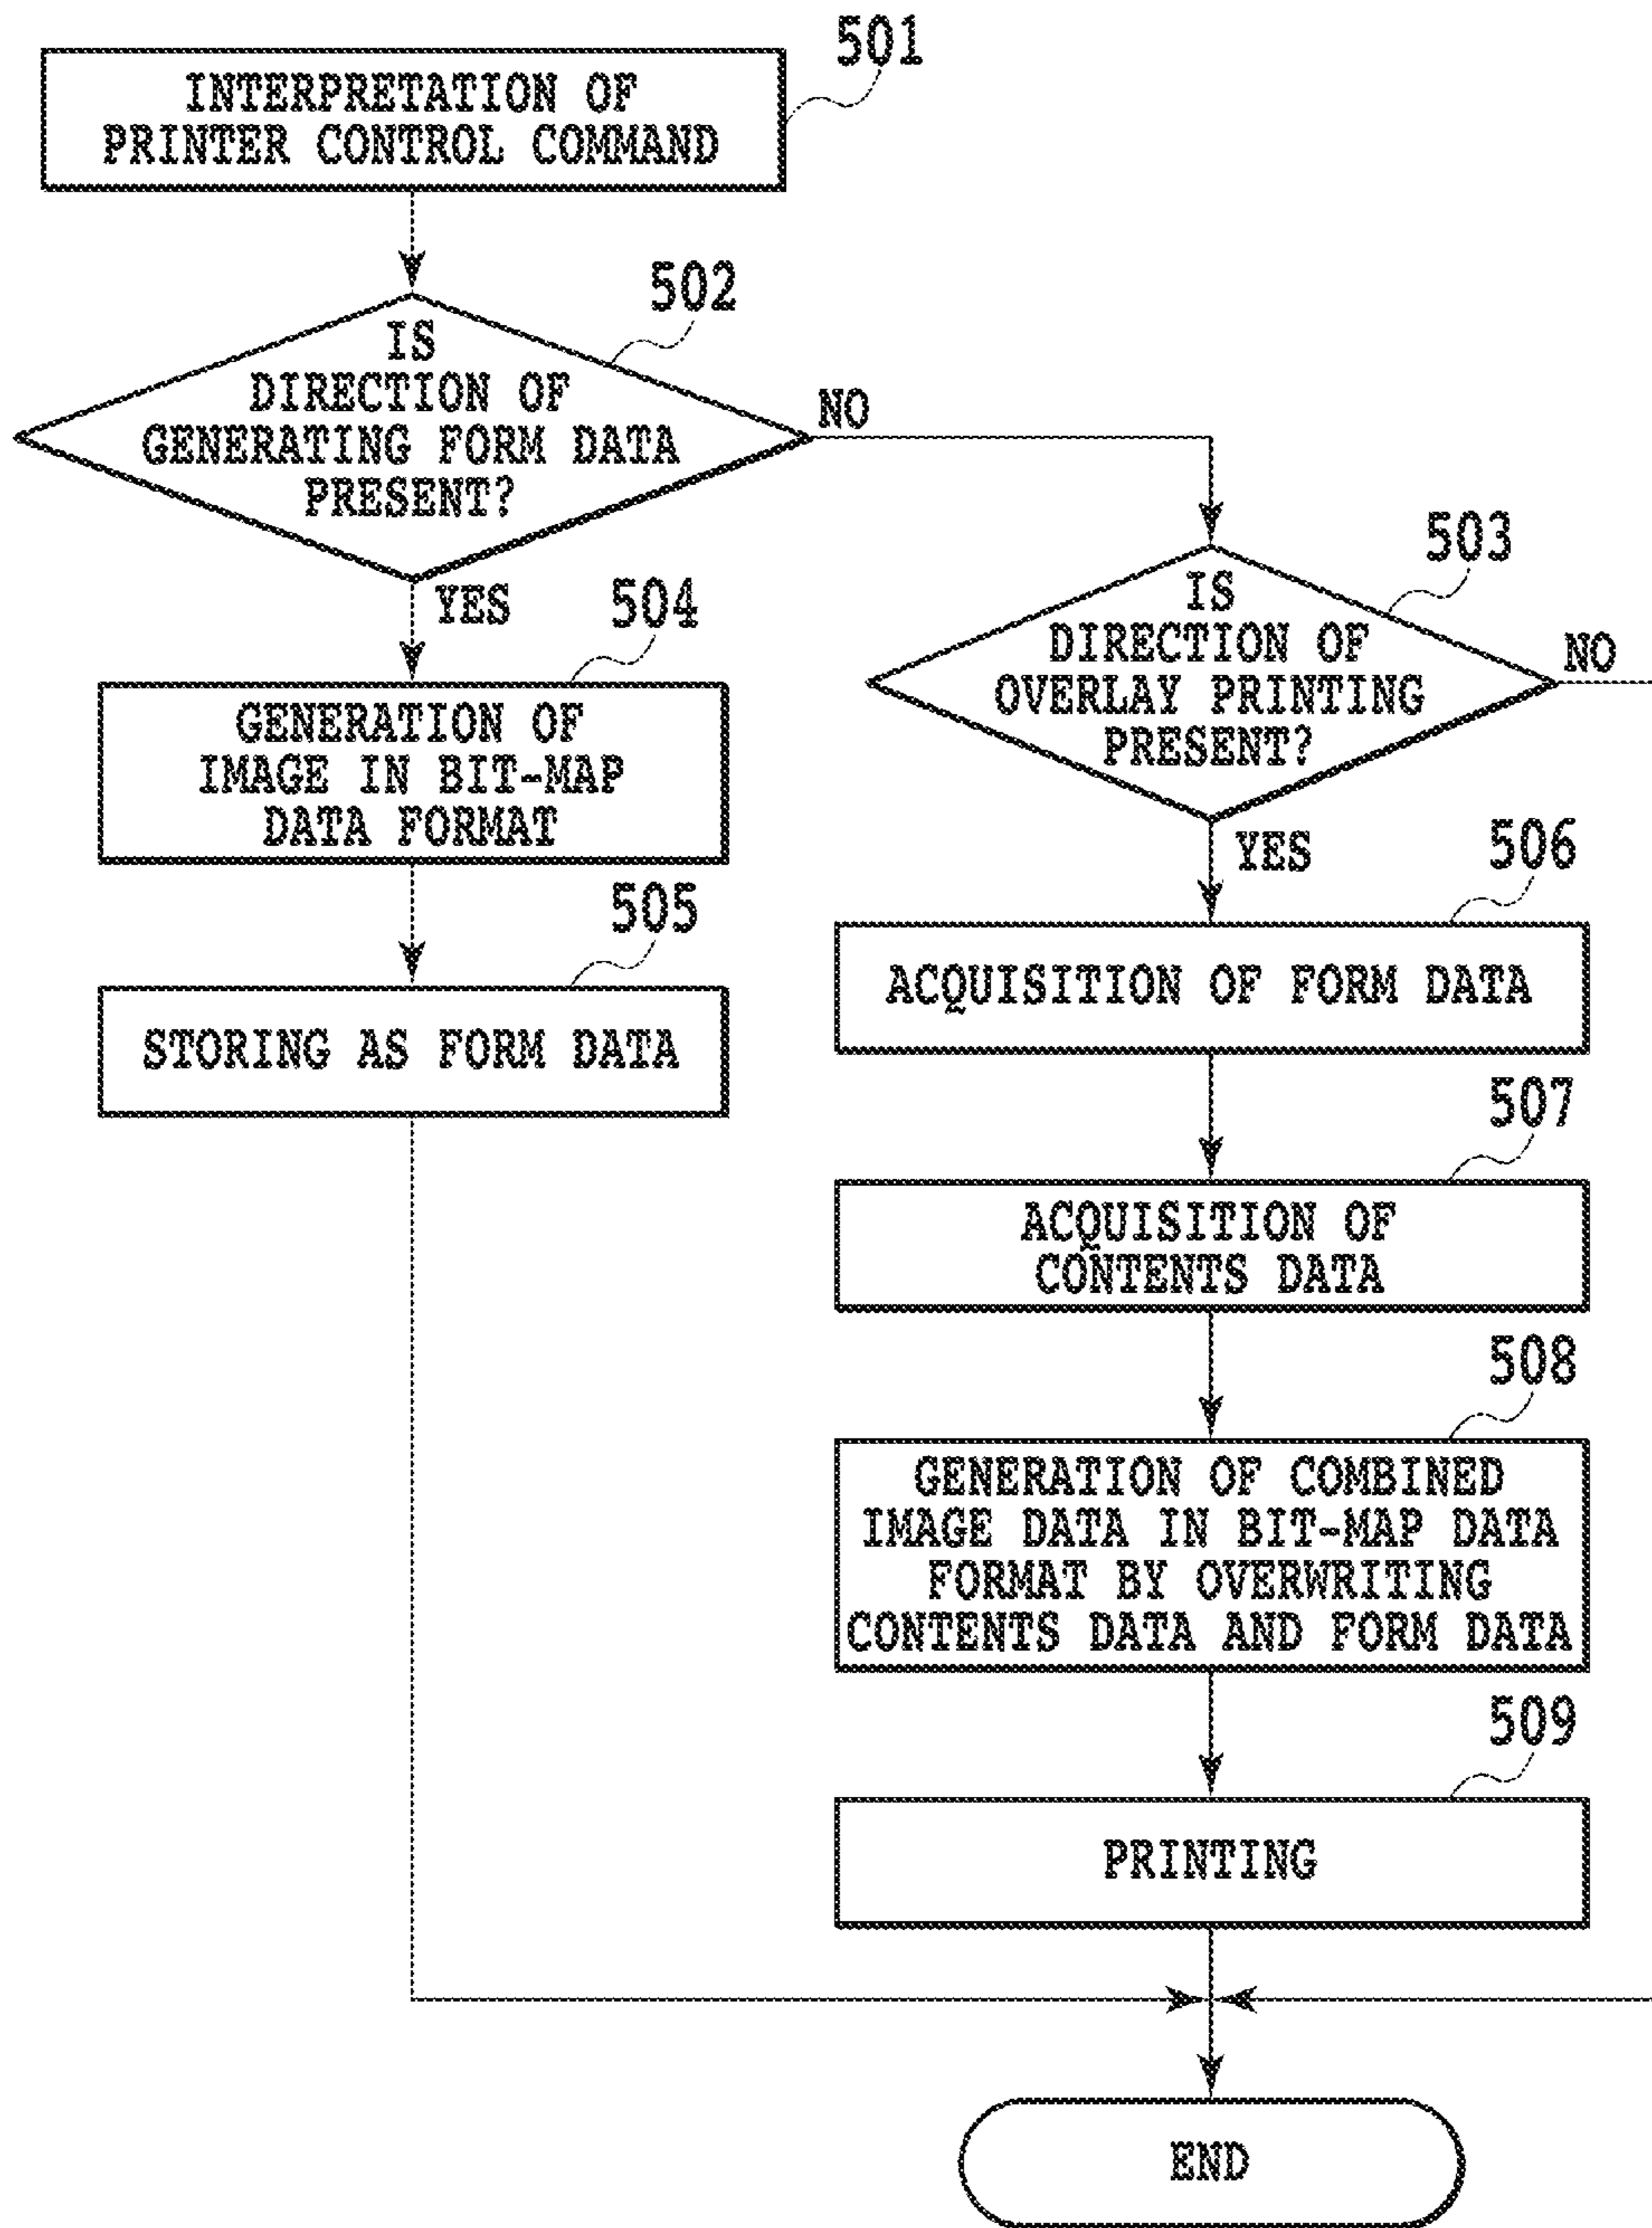 501
INTERPRETATION OF
PRINTER CONTROL COMMAND
502
IS
DIRECTION OF
GENERATING FORM DATA
PRESENT?
NO
YES
503
IS
DIRECTION OF
OVERLAY PRINTING
PRESENT?
NO
YES
504
GENERATION OF
IMAGE IN BIT-MAP
DATA FORMAT
505
STORING AS FORM DATA
506
ACQUISITION OF FORM DATA
507
ACQUISITION OF
CONTENTS DATA
508
GENERATION OF COMBINED
IMAGE DATA IN BIT-MAP DATA
FORMAT BY OVERWRITING
CONTENTS DATA AND FORM DATA
509
PRINTING
END